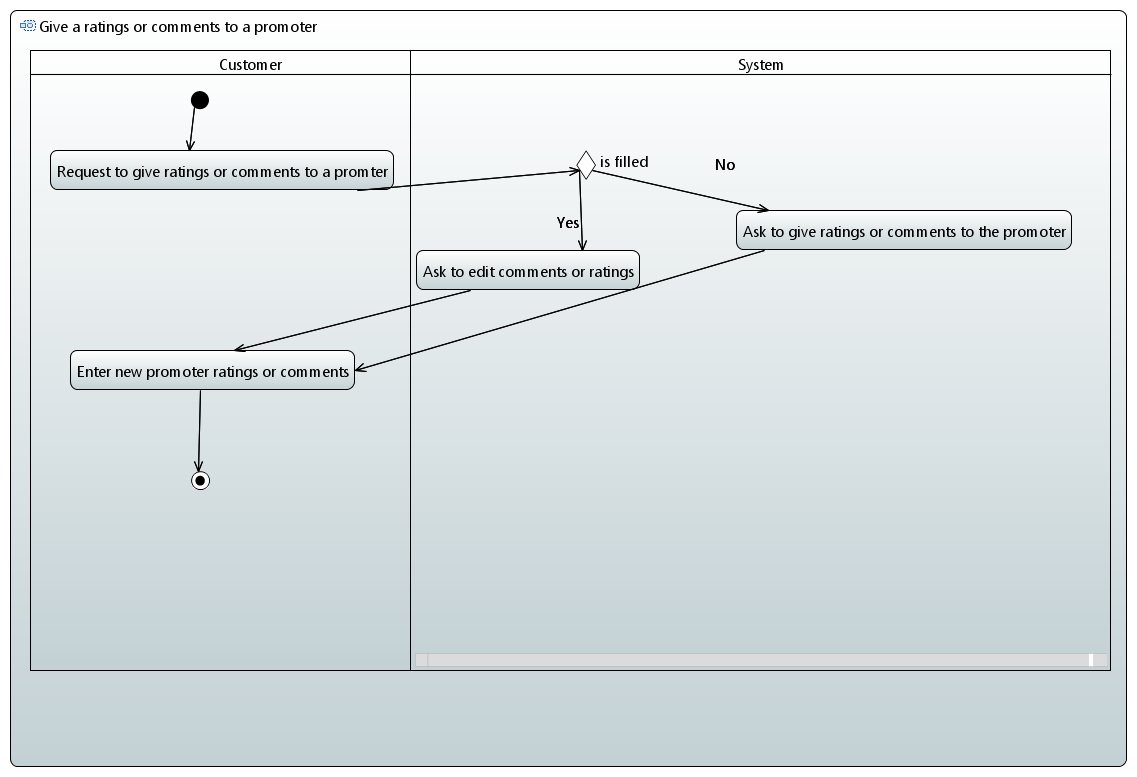 Give a ratings or comments to a promoter
Customer
System
Request to give ratings or comments to a promter
is filled
No
Yes
Ask to give ratings or comments to the promoter
Ask to edit comments or ratings
Enter new promoter ratings or comments